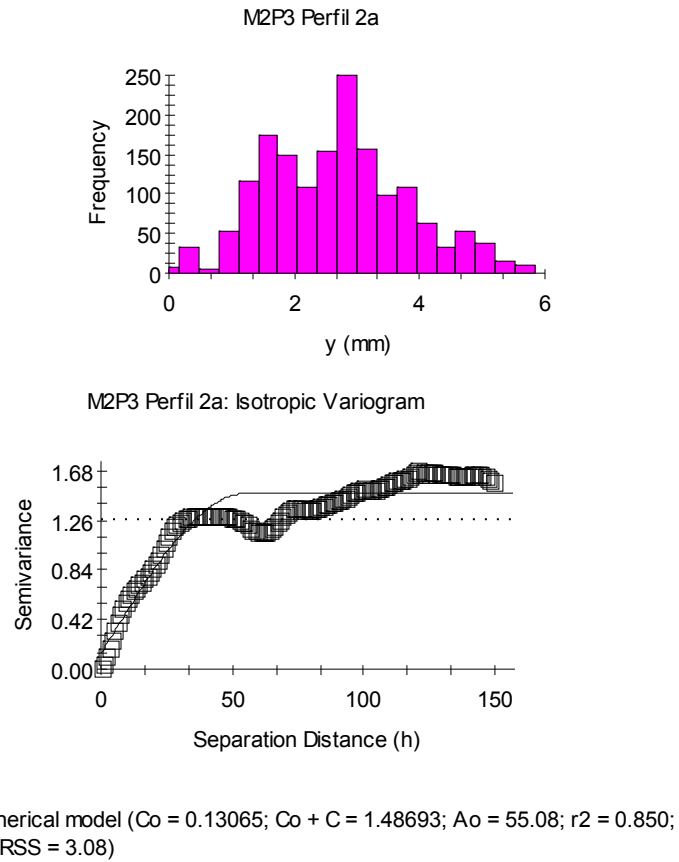 M2P3 Perfil 2a
250
200
150
100
50
0
Frequency
0 2 4 6
y (mm)
M2P3 Perfil 2a: Isotropic Variogram
1.68
1.26
0.84
0.42
0.00
Semivariance
0 50 100 150
Separation Distance (h)
herical model (Co = 0.13065; Co + C = 1.48693; Ao = 55.08; r2 = 0.850;
RSS = 3.08)